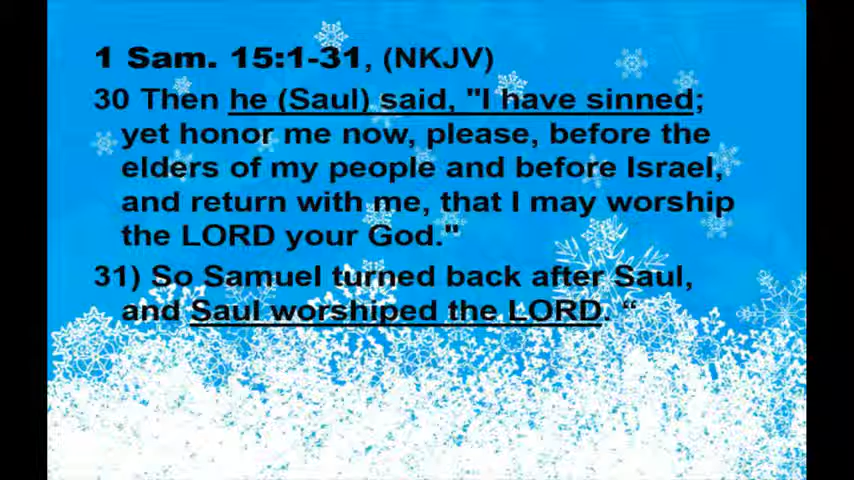 1 Sam. 15:1-31, (NKJV)
30 Then he (Saul) said, "I have sinned;
yet honor me now, please, before the
elders of my people and before Israel,
and return with me, that I may worship
the LORD your God."
31) So Samuel turned back after Saul,
and Saul worshiped the LORD. “